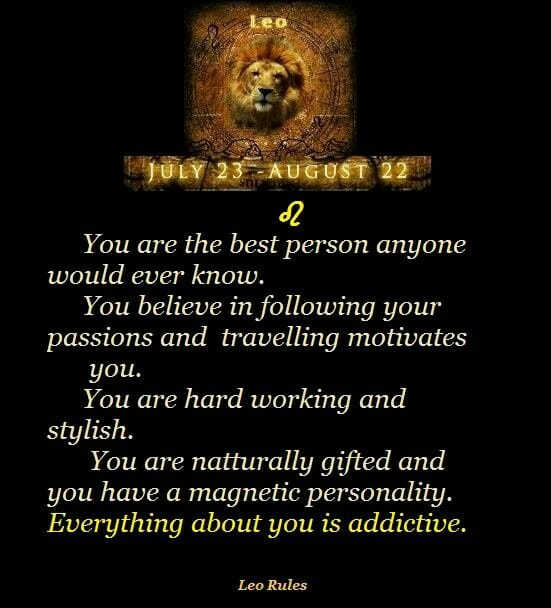 Leo
July 23 - August 22
♌
You are the best person anyone
would ever know.
You believe in following your
passions and travelling motivates
you.
You are hard working and
stylish.
You are natturally gifted and
you have a magnetic personality.
Everything about you is addictive.
Leo Rules